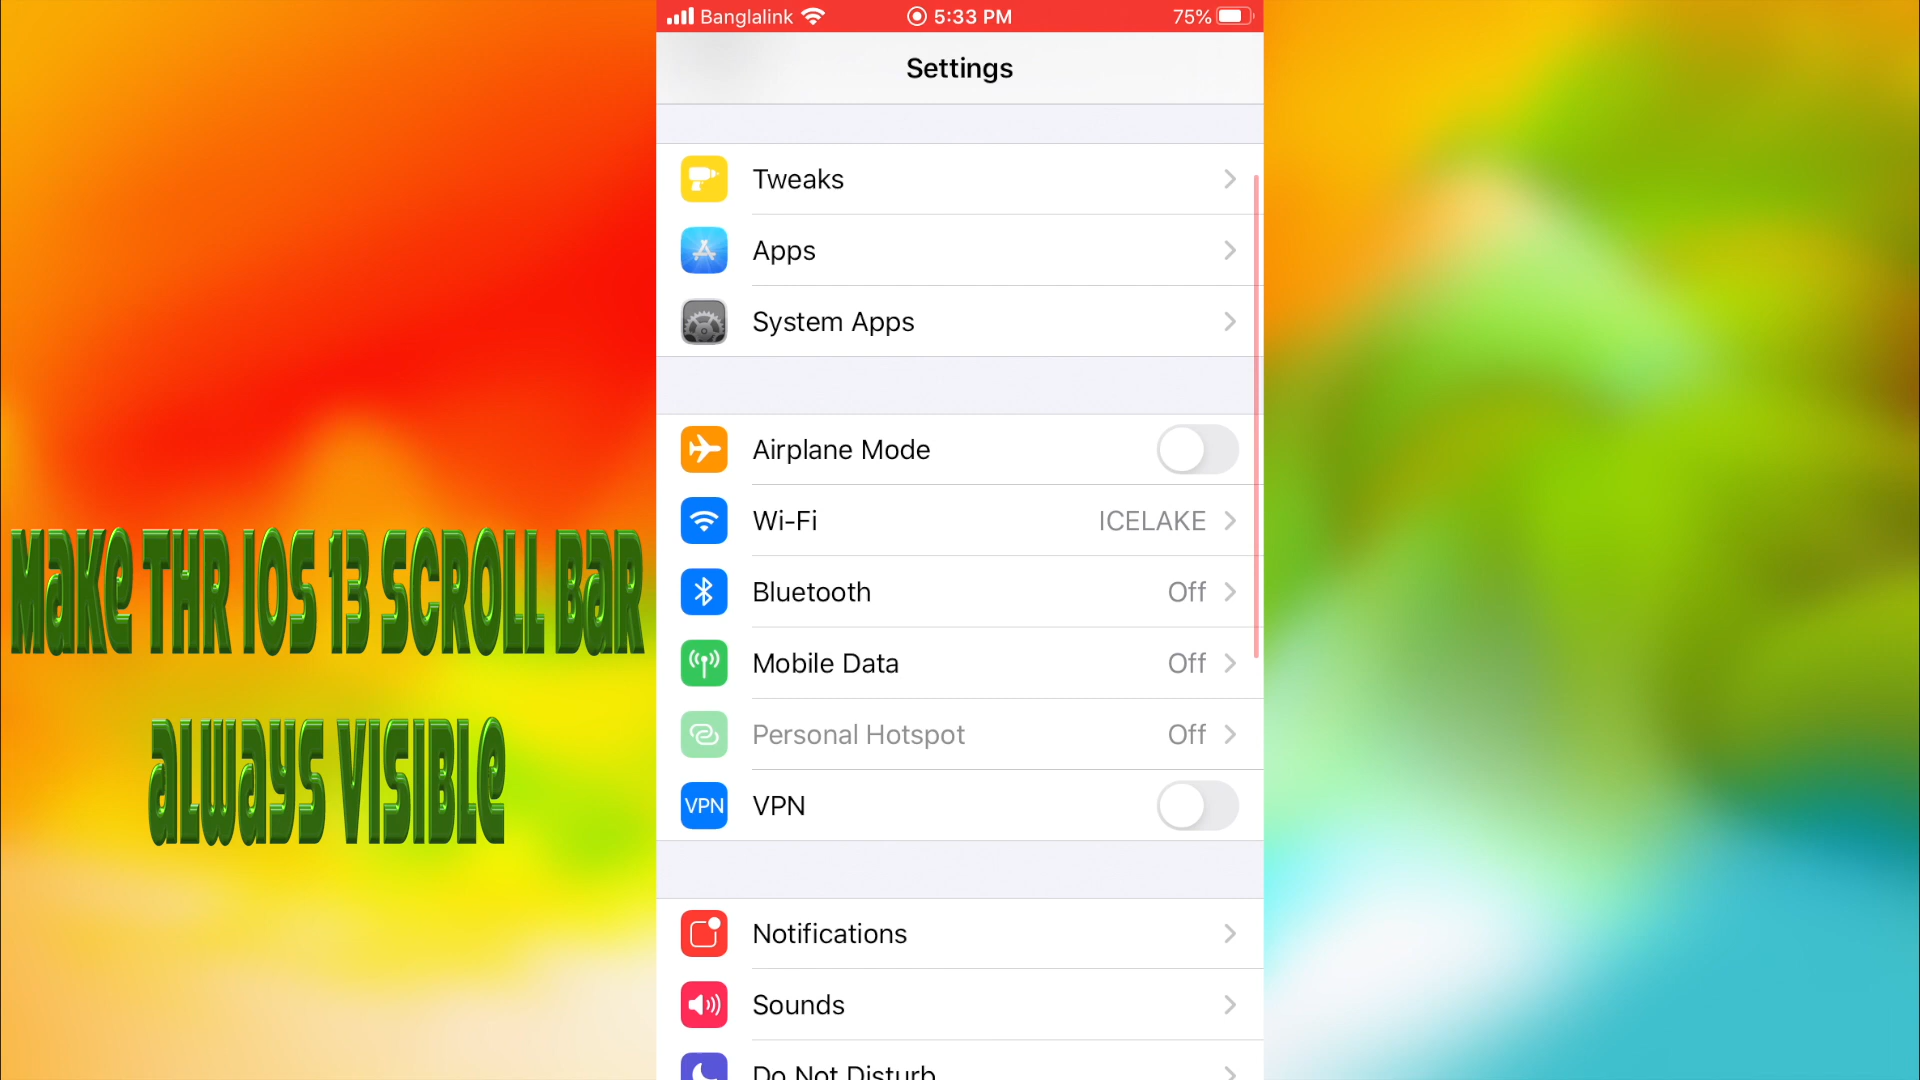 Banglalink 5:33 PM 75%
Settings
Tweaks
Apps
System Apps
Airplane Mode
Wi-Fi ICELAKE
Bluetooth Off
Mobile Data Off
Personal Hotspot Off
VPN VPN
Notifications
Sounds
Do Not Disturb
Make THR IOS 13 SCROLL Bar
always VISIBLe